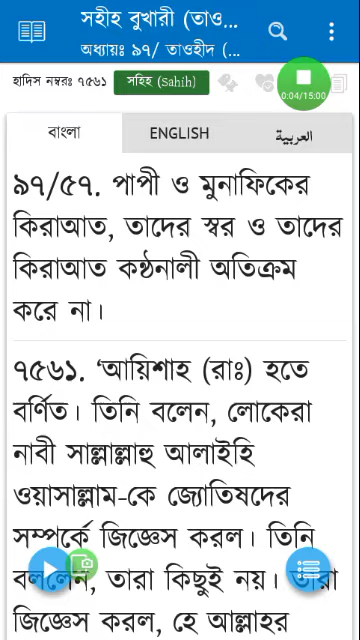 সহীহ বুখারী (তাও...
অধ্যায়ঃ ৯৭/ তাওহীদ (...
হাদিস নম্বরঃ ৭৫৬১ সহিহ (Sahih)
0:04/15:00
বাংলা ENGLISH العربية
৯৭/৫৭. পাপী ও মুনাফিকের
কিরাআত, তাদের স্বর ও তাদের
কিরাআত কন্ঠনালী অতিক্রম
করে না।
৭৫৬১. ‘আয়িশাহ (রাঃ) হতে
বর্ণিত। তিনি বলেন, লোকেরা
নাবী সাল্লাল্লাহু আলাইহি
ওয়াসাল্লাম-কে জ্যোতিষদের
সম্পর্কে জিজ্ঞেস করল। তিনি
বললেন, তারা কিছুই নয়। তারা
জিজ্ঞেস করল, হে আল্লাহর